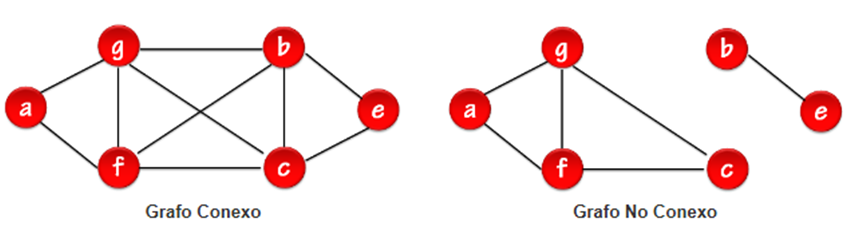 g b
a e
f c
Grafo Conexo
g b
a e
f c
Grafo No Conexo